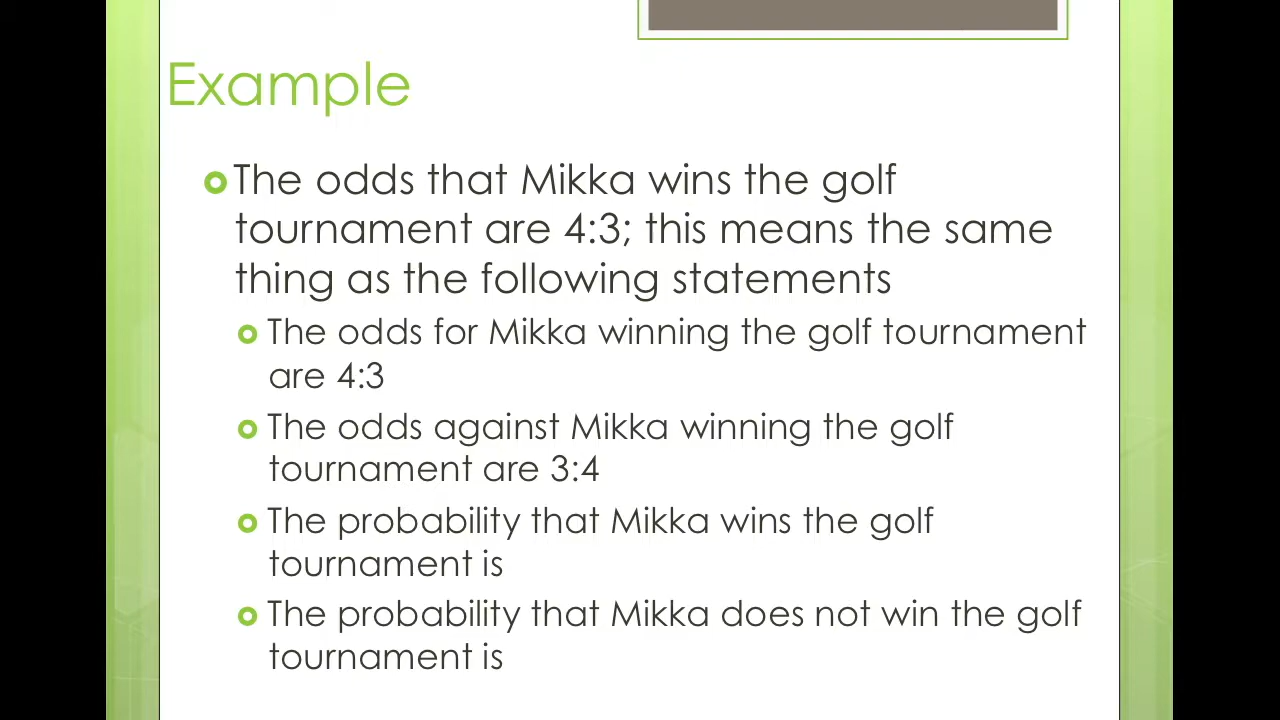 Example
The odds that Mikka wins the golf
tournament are 4:3; this means the same
thing as the following statements
The odds for Mikka winning the golf tournament
are 4:3
The odds against Mikka winning the golf
tournament are 3:4
The probability that Mikka wins the golf
tournament is
The probability that Mikka does not win the golf
tournament is